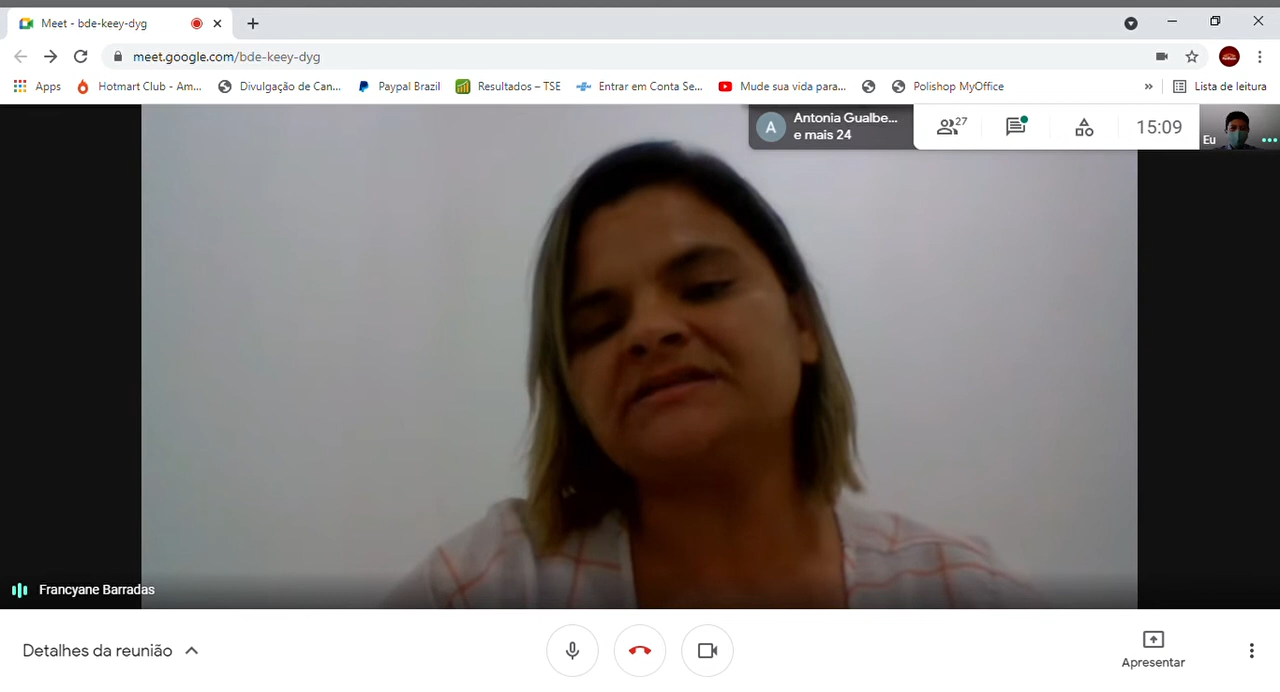 Meet - bde-keey-dyg
meet.google.com/bde-keey-dyg
Apps
Hotmart Club - Am...
Divulgação de Can...
Paypal Brazil
Resultados – TSE
Entrar em Conta Se...
Mude sua vida para...
Polishop MyOffice
»
Lista de leitura
A
Antonia Gualbe...
e mais 24
27
15:09
Eu
Francyane Barradas
Detalhes da reunião
Apresentar